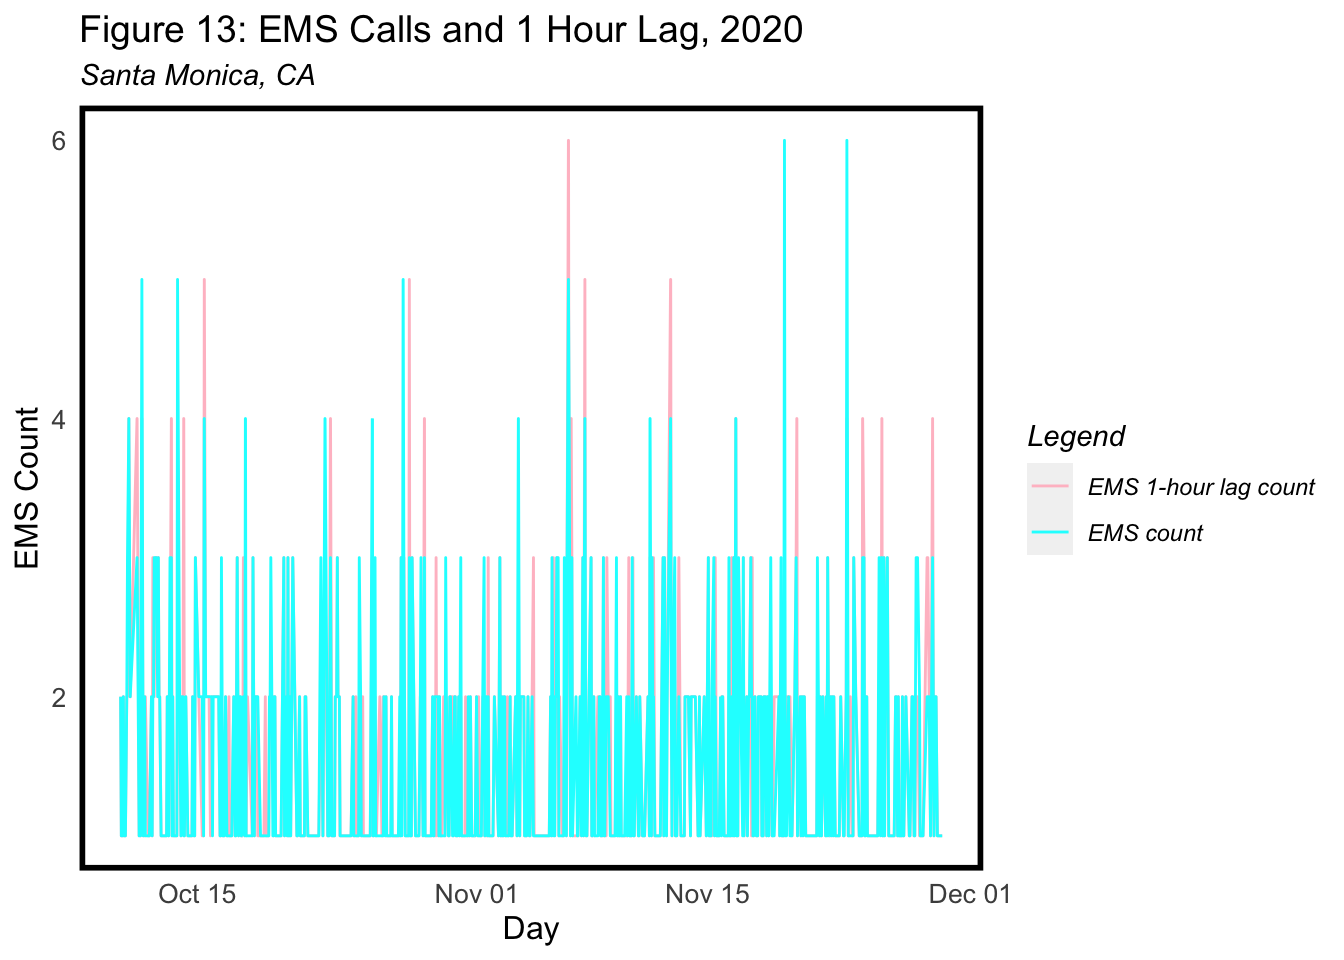 Figure 13: EMS Calls and 1 Hour Lag, 2020
Santa Monica, CA
6
4
2
EMS Count
Oct 15
Nov 01
Nov 15
Dec 01
Day
Legend
EMS 1-hour lag count
EMS count